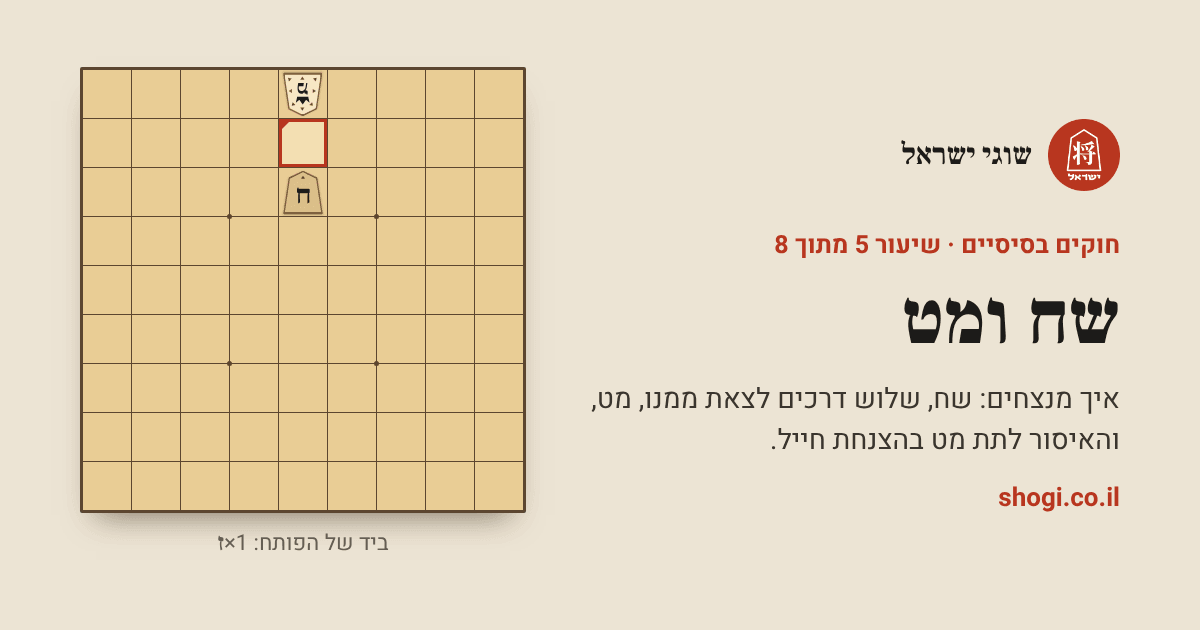 שוגי ישראל
将
ישראל
חוקים בסיסיים · שיעור 5 מתוך 8
שח ומט
איך מנצחים: שח, שלוש דרכים לצאת ממנו, מט,
והאיסור לתת מט בהצנחת חייל.
shogi.co.il
ח
ביד של הפותח: 1×ז